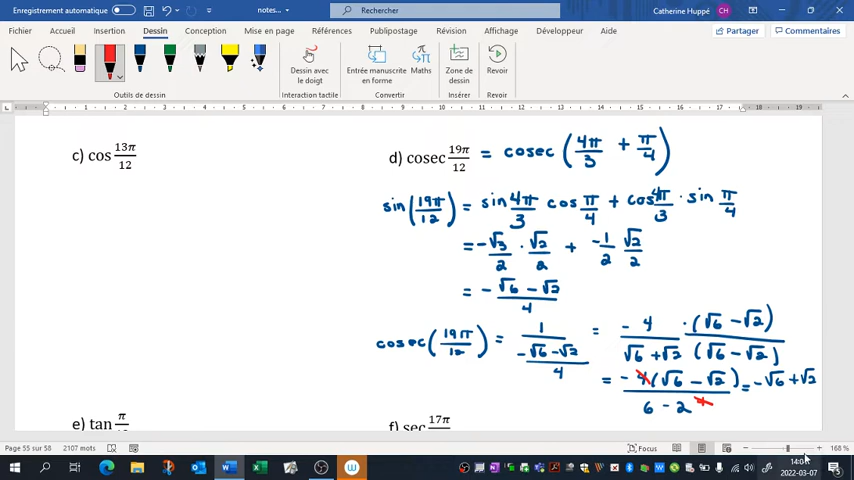 Enregistrement automatique notes... Rechercher Catherine Huppé CH
Fichier Accueil Insertion Dessin Conception Mise en page Références Publipostage Révision Affichage Développeur Aide Partager Commentaires
Dessin avec le doigt Entrée manuscrite en forme Maths Zone de dessin Revoir
Outils de dessin Interaction tactile Convertir Insérer Revoir
c) cos 13π/12
d) cosec 19π/12 = cosec (4π/3 + π/4)
sin(19π/12) = sin 4π/3 cos π/4 + cos 4π/3 · sin π/4
= -√3/2 · √2/2 + -1/2 √2/2
= -√6 - √2 / 4
cosec(19π/12) = 1 / (-√6 - √2 / 4) = -4 / (√6 + √2) · (√6 - √2) / (√6 - √2)
= -4(√6 - √2) / 6 - 2 = -√6 + √2
e) tan π/12
f) sec 17π
Page 55 sur 58 2107 mots Focus 168 %
2022-03-07